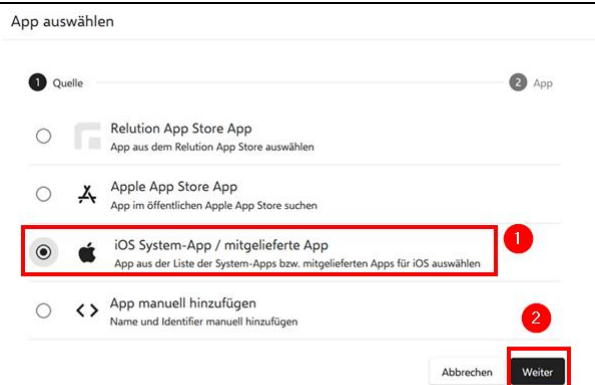 App auswählen
1 Quelle
2 App
Relution App Store App
App aus dem Relution App Store auswählen
Apple App Store App
App im öffentlichen Apple App Store suchen
iOS System-App / mitgelieferte App
1
App aus der Liste der System-Apps bzw. mitgelieferten Apps für iOS auswählen
App manuell hinzufügen
Name und Identifier manuell hinzufügen
2
Abbrechen
Weiter